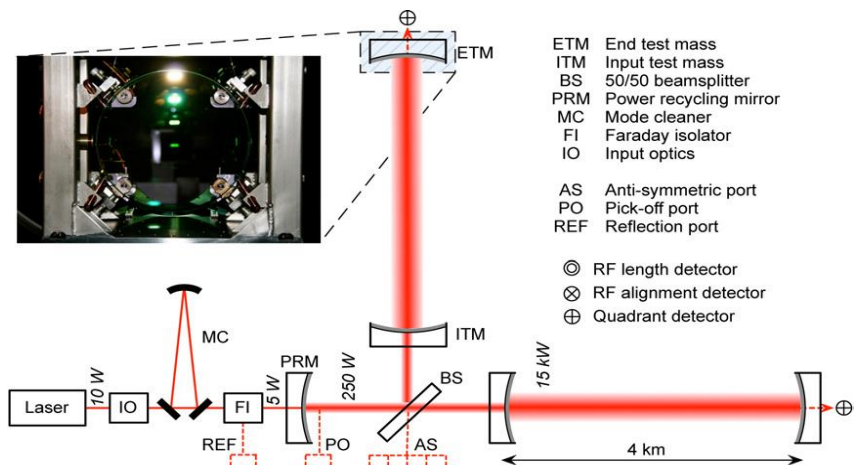 ETM
ETM End test mass
ITM Input test mass
BS 50/50 beamsplitter
PRM Power recycling mirror
MC Mode cleaner
FI Faraday isolator
IO Input optics
AS Anti-symmetric port
PO Pick-off port
REF Reflection port
RF length detector
RF alignment detector
Quadrant detector
MC
ITM
PRM
250 W
BS
15 kW
Laser
10 W
IO
FI
5 W
REF
PO
AS
4 km